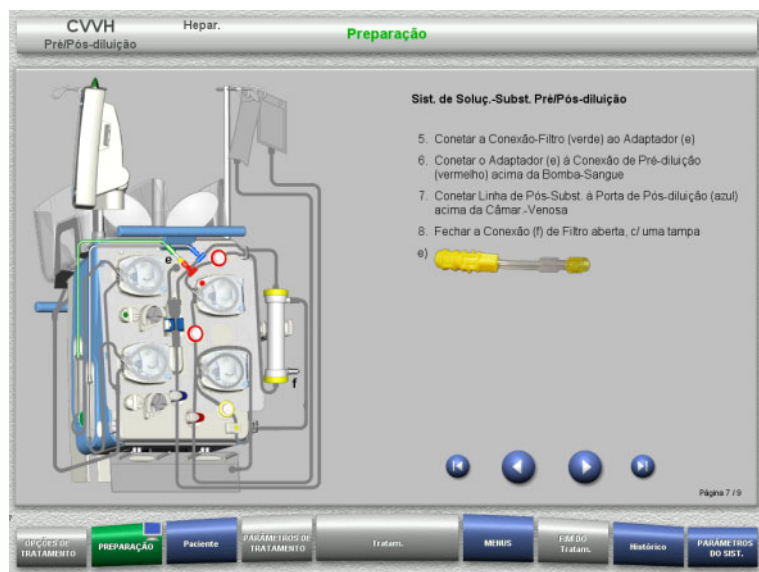 CVVH
Hepar.
Pré/Pós-diluição
Preparação
Sist. de Soluç.-Subst. Pré/Pós-diluição
5. Conetar a Conexão-Filtro (verde) ao Adaptador (e)
6. Conetar o Adaptador (e) á Conexão de Pré-diluição
(vermelho) acima da Bomba-Sangue
7. Conetar Linha de Pós-Subst. á Porta de Pós-diluição (azul)
acima da Câmar.-Venosa
8. Fechar a Conexão (f) de Filtro aberta, c/ uma tampa
e)
e
f
Página 7 / 9
OPÇÕES DE
TRATAMENTO
PREPARAÇÃO
Paciente
PARÂMETROS DE
TRATAMENTO
Tratam.
MENUS
FIM DO
Tratam.
Histórico
PARÂMETROS
DO SIST.